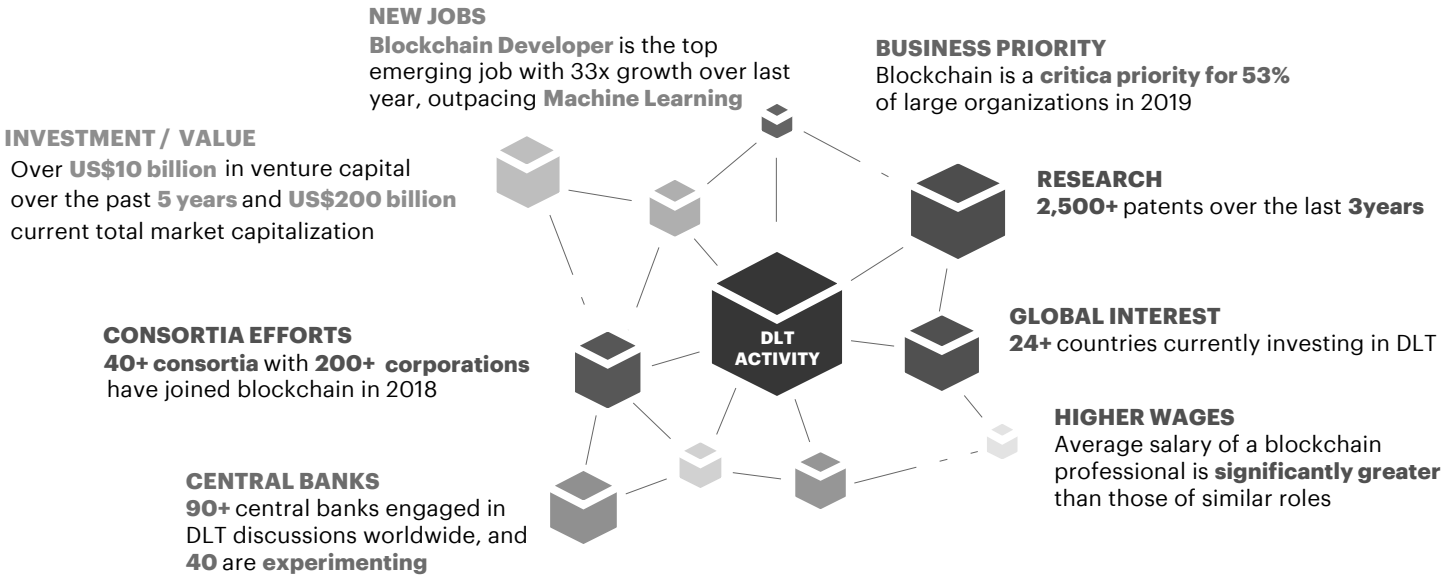 NEW JOBS
Blockchain Developer is the top
emerging job with 33x growth over last
year, outpacing Machine Learning
BUSINESS PRIORITY
Blockchain is a critica priority for 53%
of large organizations in 2019
INVESTMENT / VALUE
Over US$10 billion in venture capital
over the past 5 years and US$200 billion
current total market capitalization
RESEARCH
2,500+ patents over the last 3years
CONSORTIA EFFORTS
40+ consortia with 200+ corporations
have joined blockchain in 2018
DLT
ACTIVITY
GLOBAL INTEREST
24+ countries currently investing in DLT
HIGHER WAGES
Average salary of a blockchain
professional is significantly greater
than those of similar roles
CENTRAL BANKS
90+ central banks engaged in
DLT discussions worldwide, and
40 are experimenting